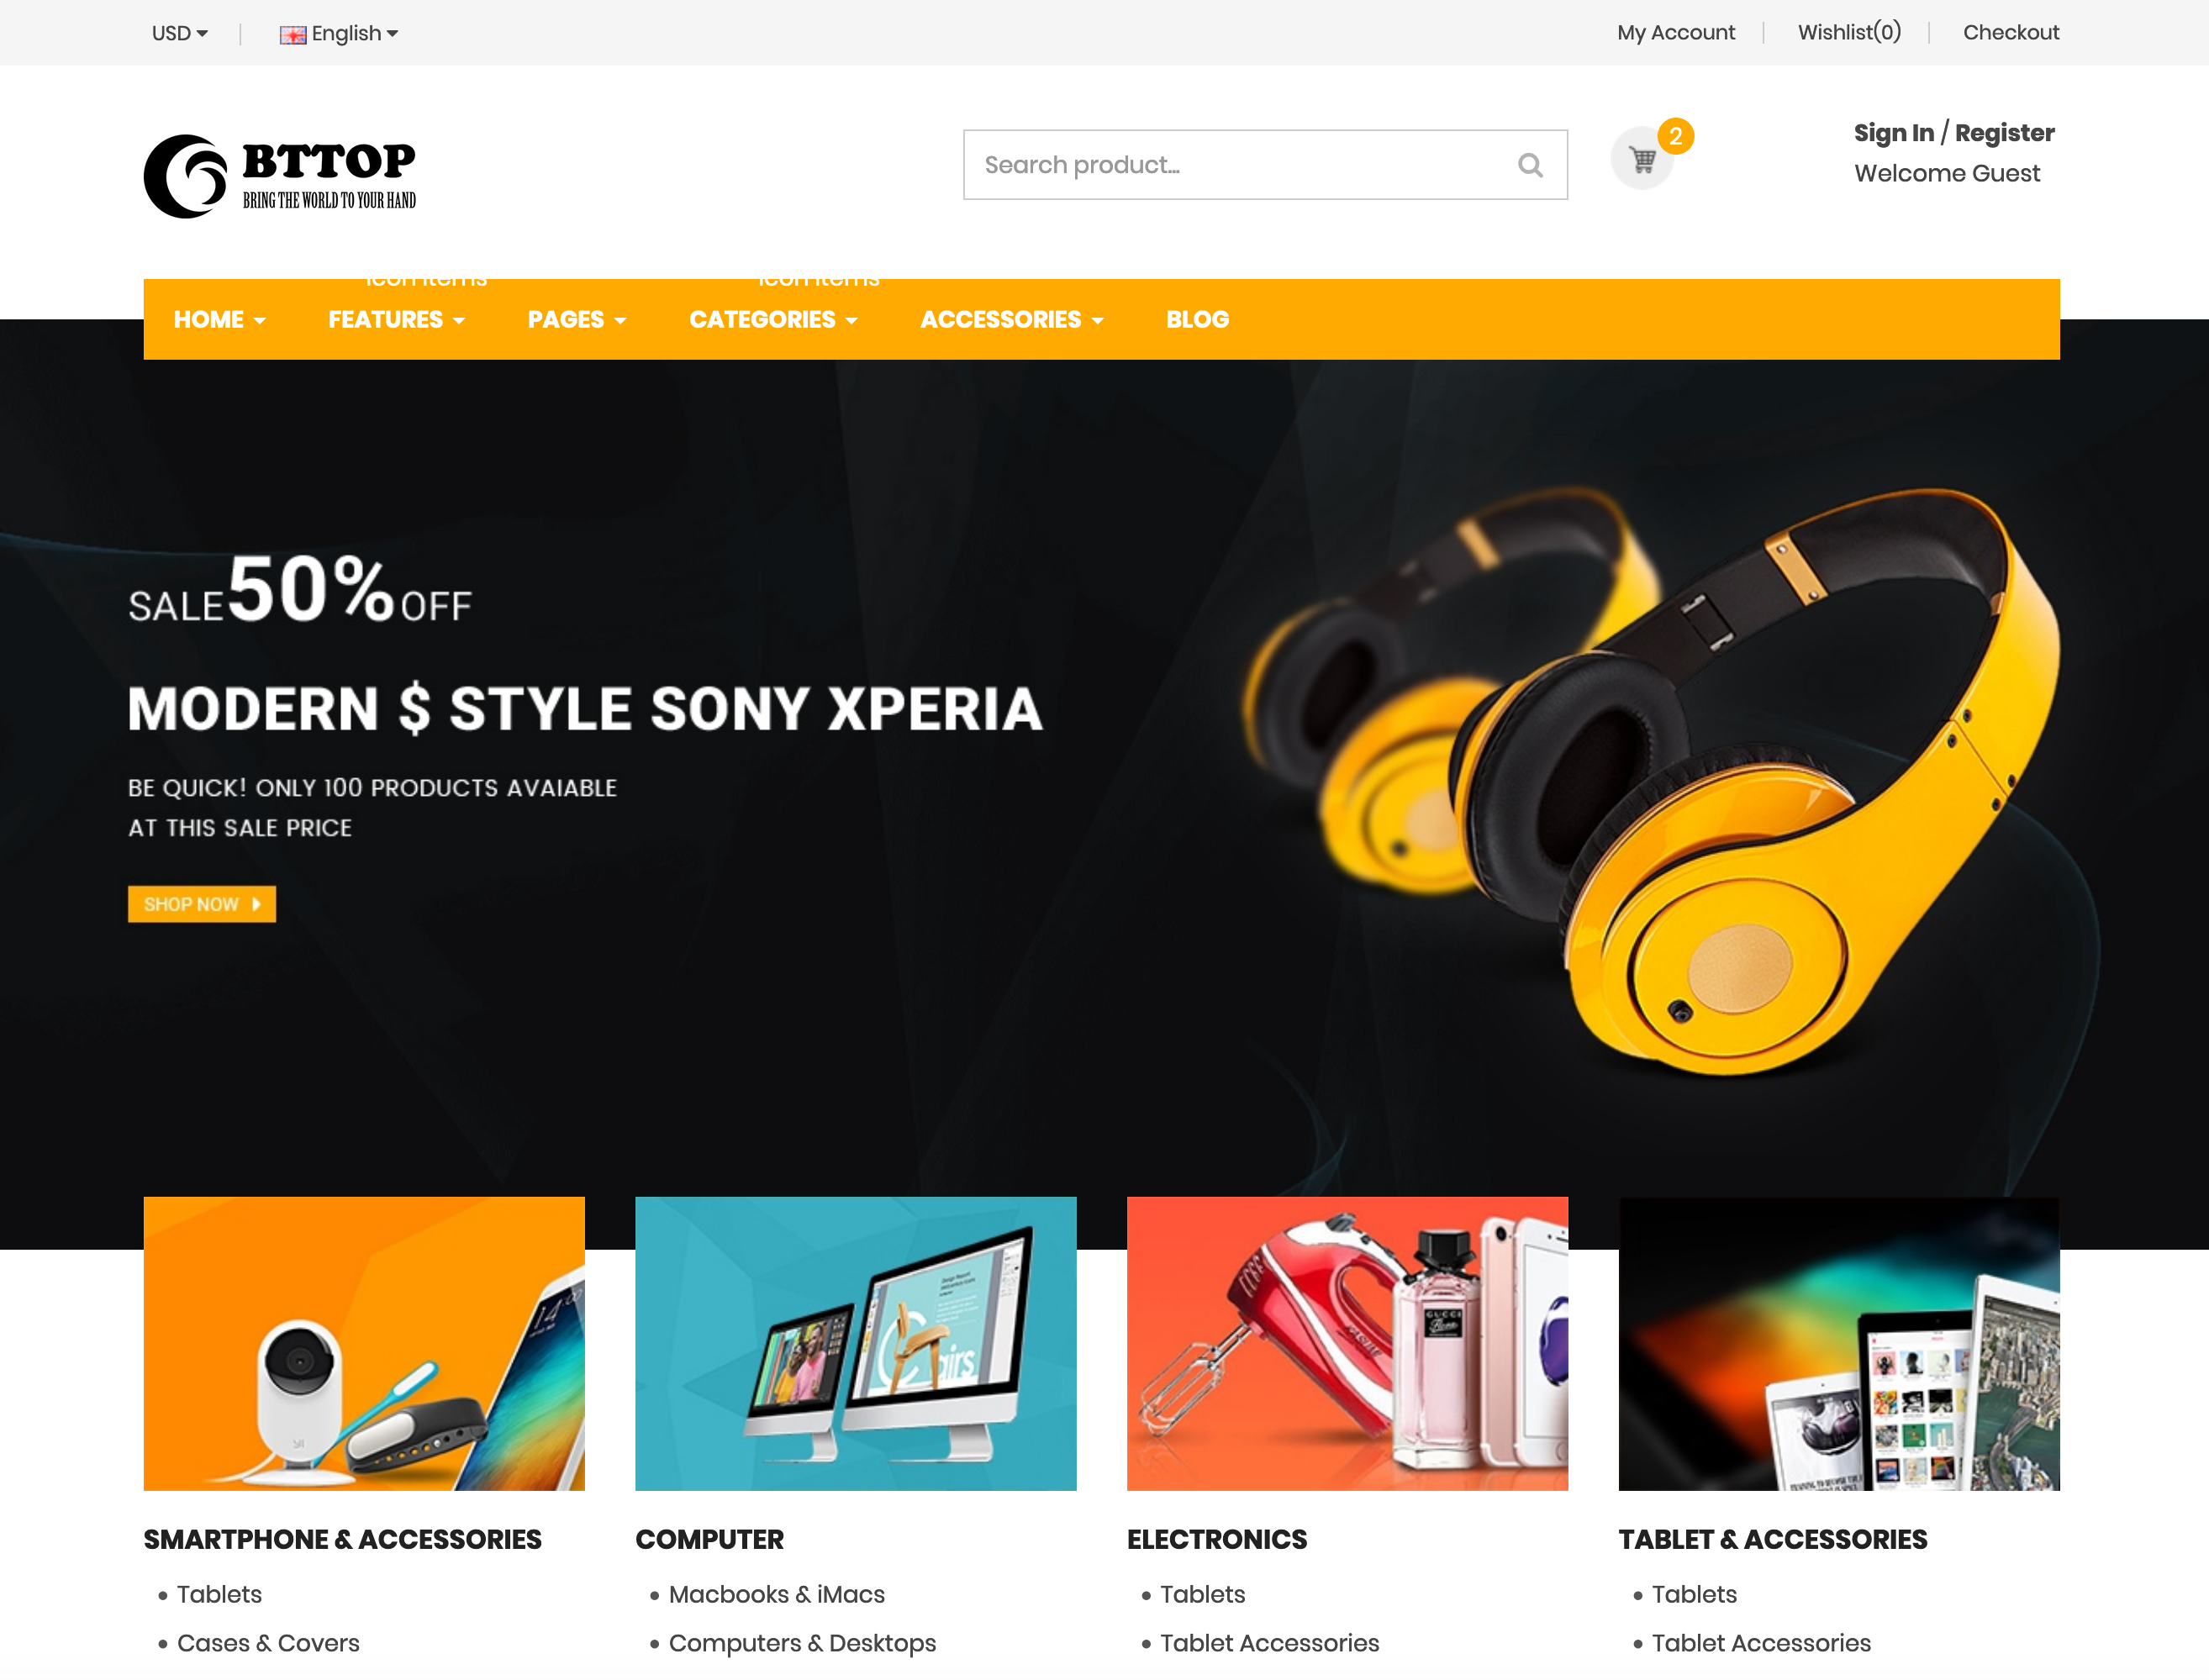 USD
English
My Account
Wishlist(0)
Checkout
BTTOP
BRING THE WORLD TO YOUR HAND
Search product...
2
Sign In / Register
Welcome Guest
Icon Items
Icon Items
HOME
FEATURES
PAGES
CATEGORIES
ACCESSORIES
BLOG
SALE 50% OFF
MODERN $ STYLE SONY XPERIA
BE QUICK! ONLY 100 PRODUCTS AVAIABLE
AT THIS SALE PRICE
SHOP NOW
GUCCI
SMARTPHONE & ACCESSORIES
Tablets
Cases & Covers
COMPUTER
Macbooks & iMacs
Computers & Desktops
ELECTRONICS
Tablets
Tablet Accessories
TABLET & ACCESSORIES
Tablets
Tablet Accessories